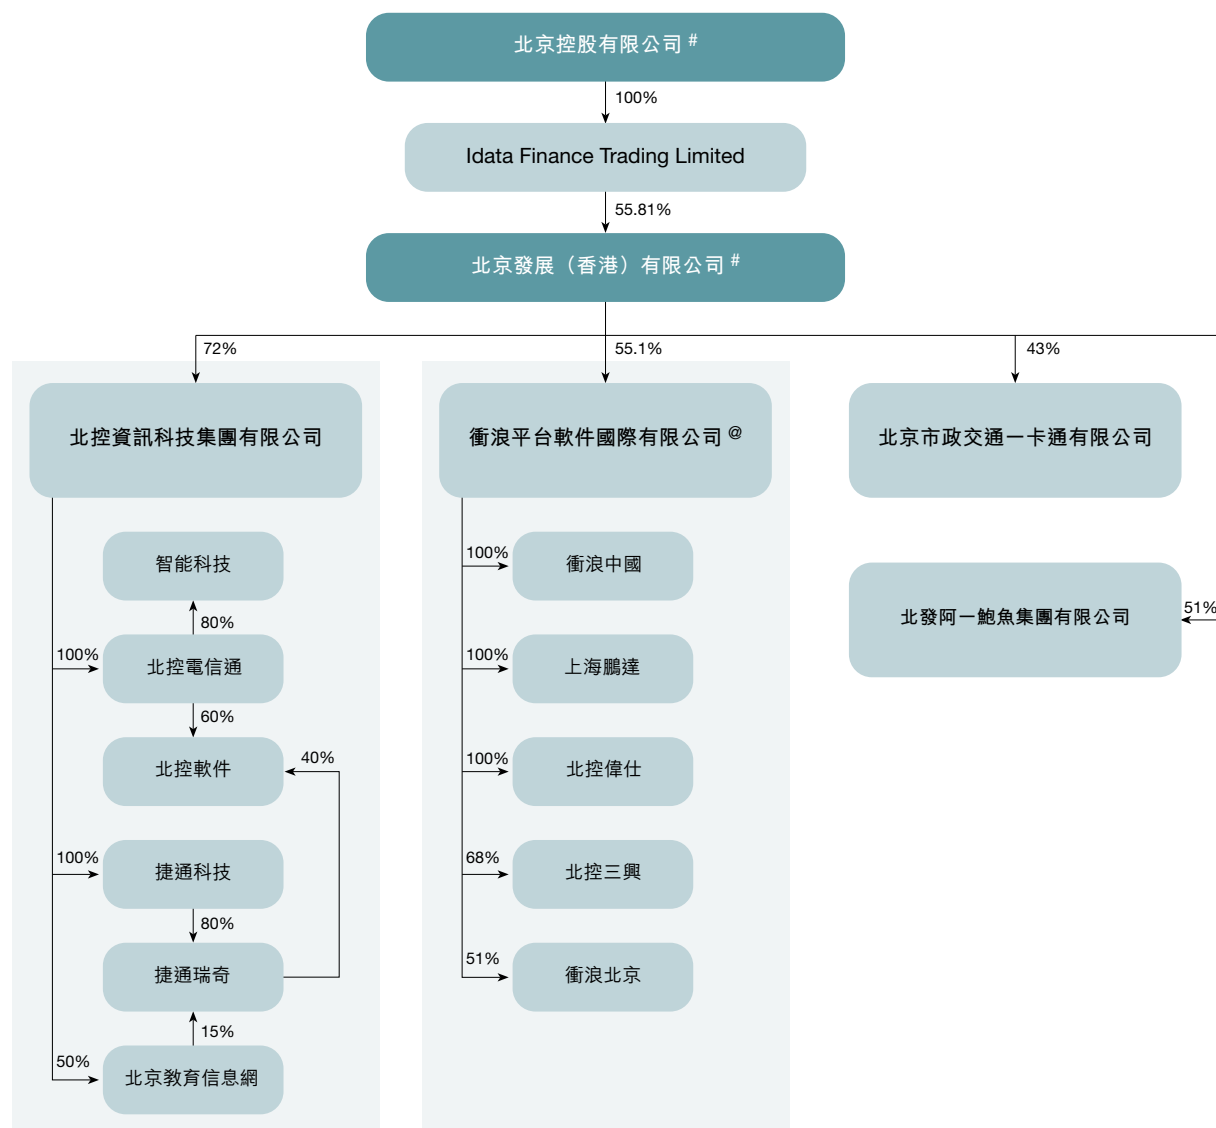 北京控股有限公司 #
100%
Idata Finance Trading Limited
55.81%
北京發展（香港）有限公司 #
72%
55.1%
43%
北控資訊科技集團有限公司
衝浪平台軟件國際有限公司 @
北京市政交通一卡通有限公司
智能科技
80%
100%
北控電信通
60%
北控軟件
40%
100%
捷通科技
80%
捷通瑞奇
15%
50%
北京教育信息網
100%
衝浪中國
100%
上海鵬達
100%
北控偉仕
68%
北控三興
51%
衝浪北京
北發阿一鮑魚集團有限公司
51%